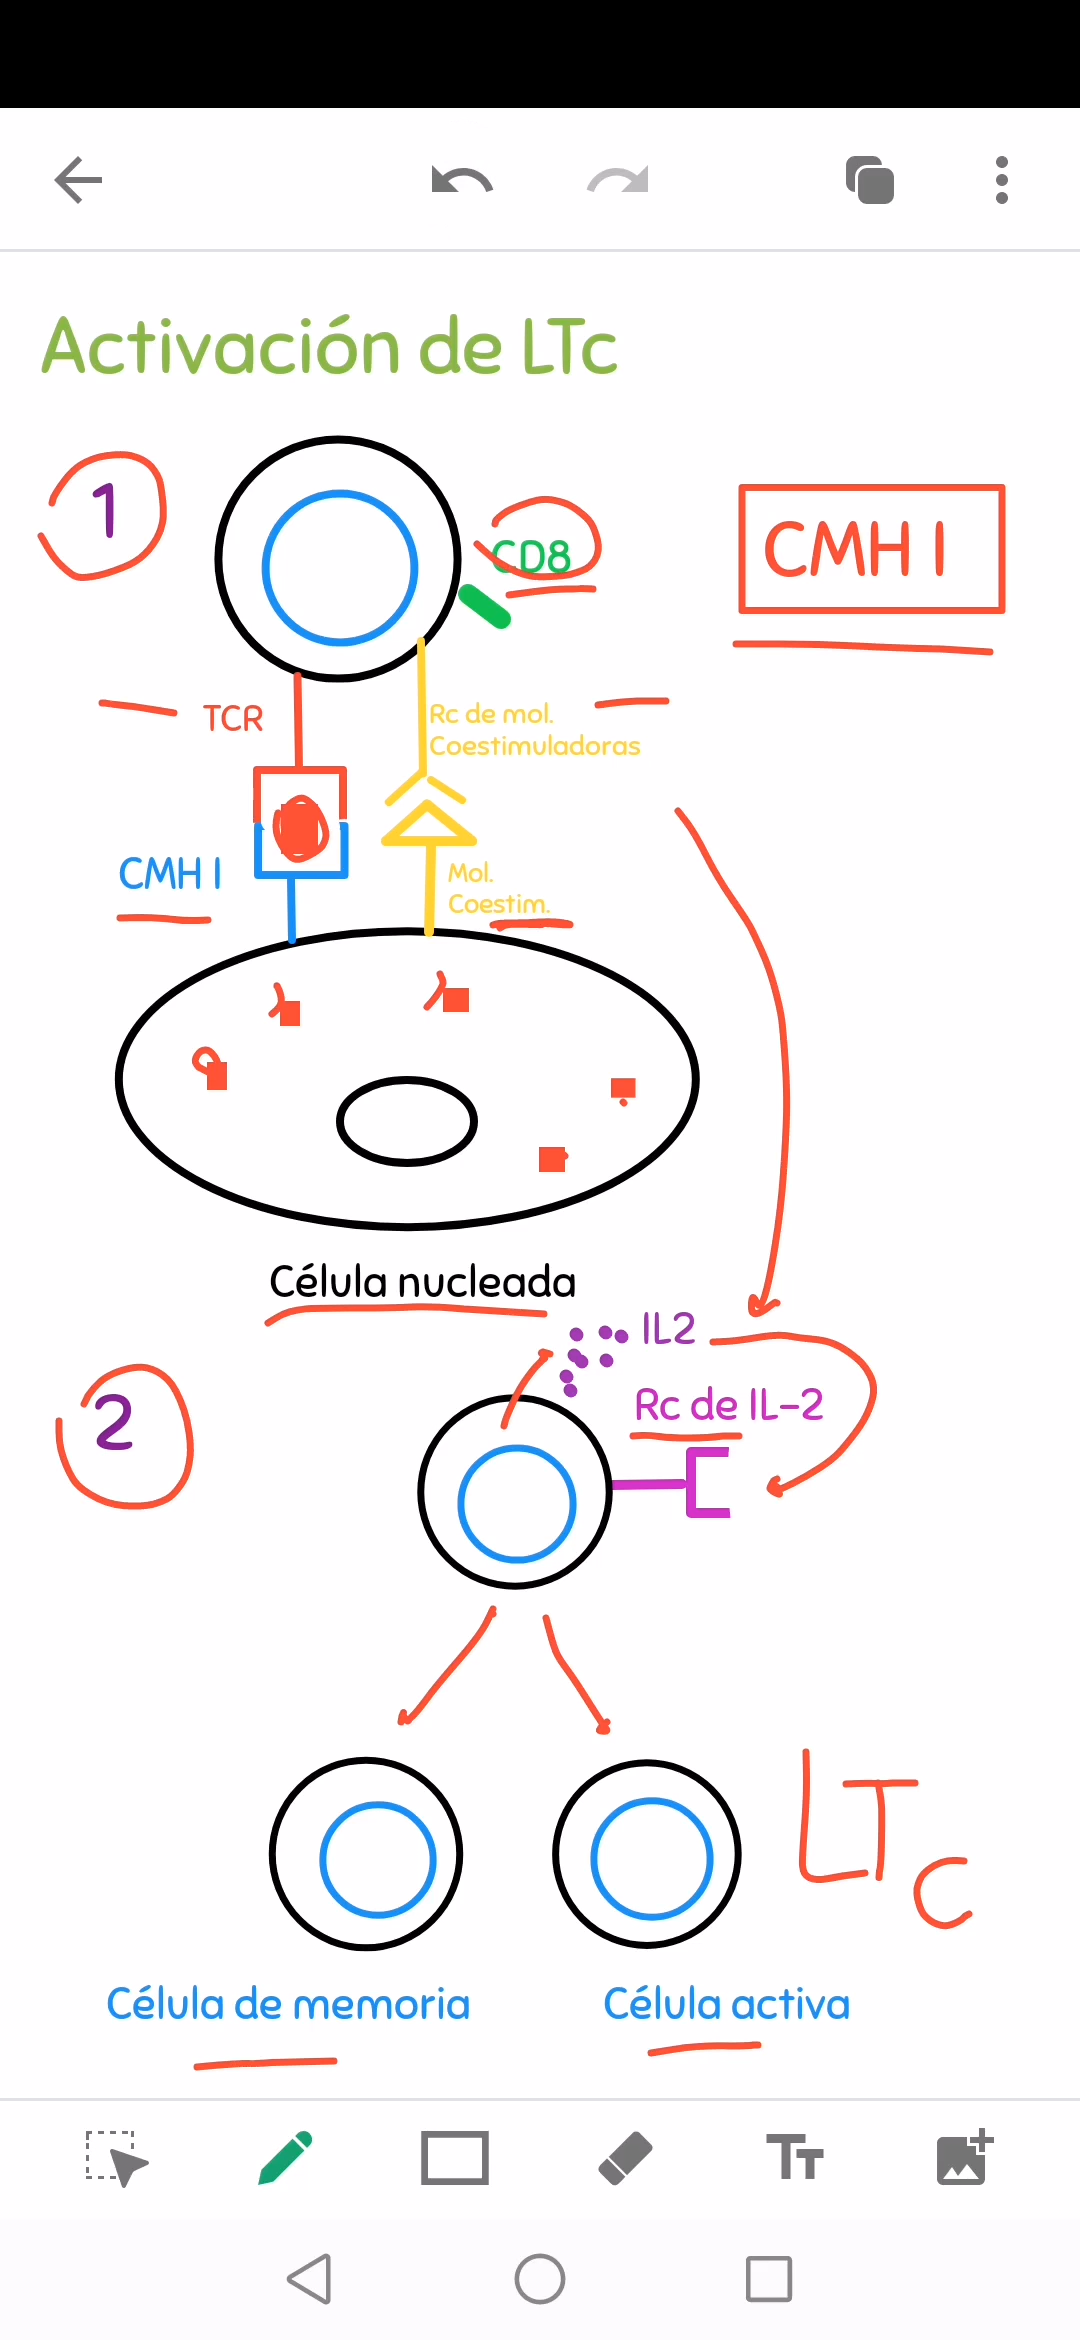 Activación de LTc
1
CD8
CMH I
TCR
Rc de mol.
Coestimuladoras
CMH I
Mol.
Coestim.
Célula nucleada
IL2
2
Rc de IL-2
LTc
Célula de memoria
Célula activa
TT